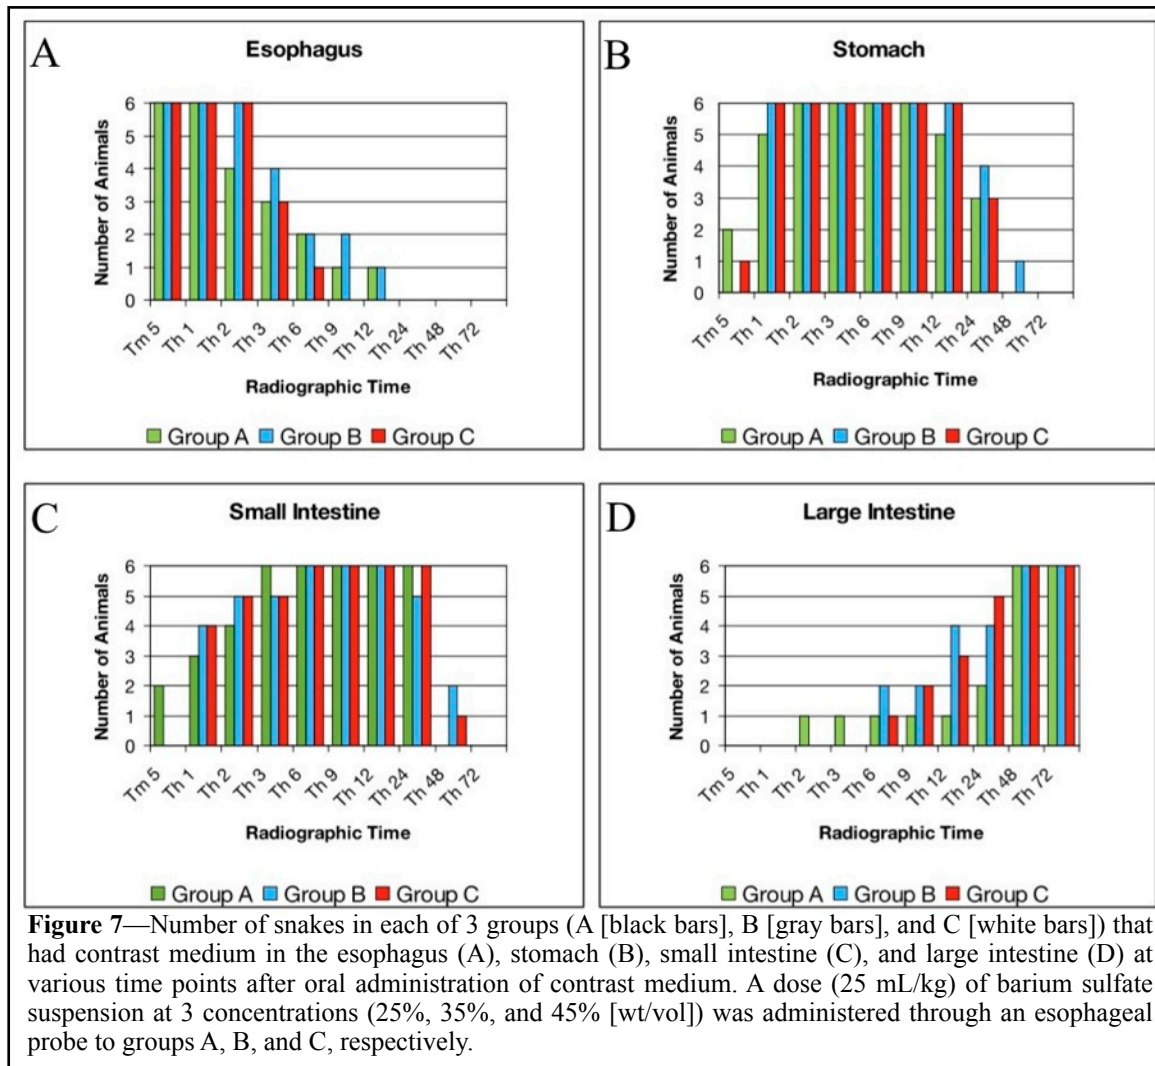 A
Esophagus
Number of Animals
6
5
4
3
2
1
0
Tm 5
Th 1
Th 2
Th 3
Th 6
Th 9
Th 12
Th 24
Th 48
Th 72
Radiographic Time
Group A
Group B
Group C
B
Stomach
Number of Animals
6
5
4
3
2
1
0
Tm 5
Th 1
Th 2
Th 3
Th 6
Th 9
Th 12
Th 24
Th 48
Th 72
Radiographic Time
Group A
Group B
Group C
C
Small Intestine
Number of Animals
6
5
4
3
2
1
0
Tm 5
Th 1
Th 2
Th 3
Th 6
Th 9
Th 12
Th 24
Th 48
Th 72
Radiographic Time
Group A
Group B
Group C
D
Large Intestine
Number of Animals
6
5
4
3
2
1
0
Tm 5
Th 1
Th 2
Th 3
Th 6
Th 9
Th 12
Th 24
Th 48
Th 72
Radiographic Time
Group A
Group B
Group C
Figure 7—Number of snakes in each of 3 groups (A [black bars], B [gray bars], and C [white bars]) that
had contrast medium in the esophagus (A), stomach (B), small intestine (C), and large intestine (D) at
various time points after oral administration of contrast medium. A dose (25 mL/kg) of barium sulfate
suspension at 3 concentrations (25%, 35%, and 45% [wt/vol]) was administered through an esophageal
probe to groups A, B, and C, respectively.